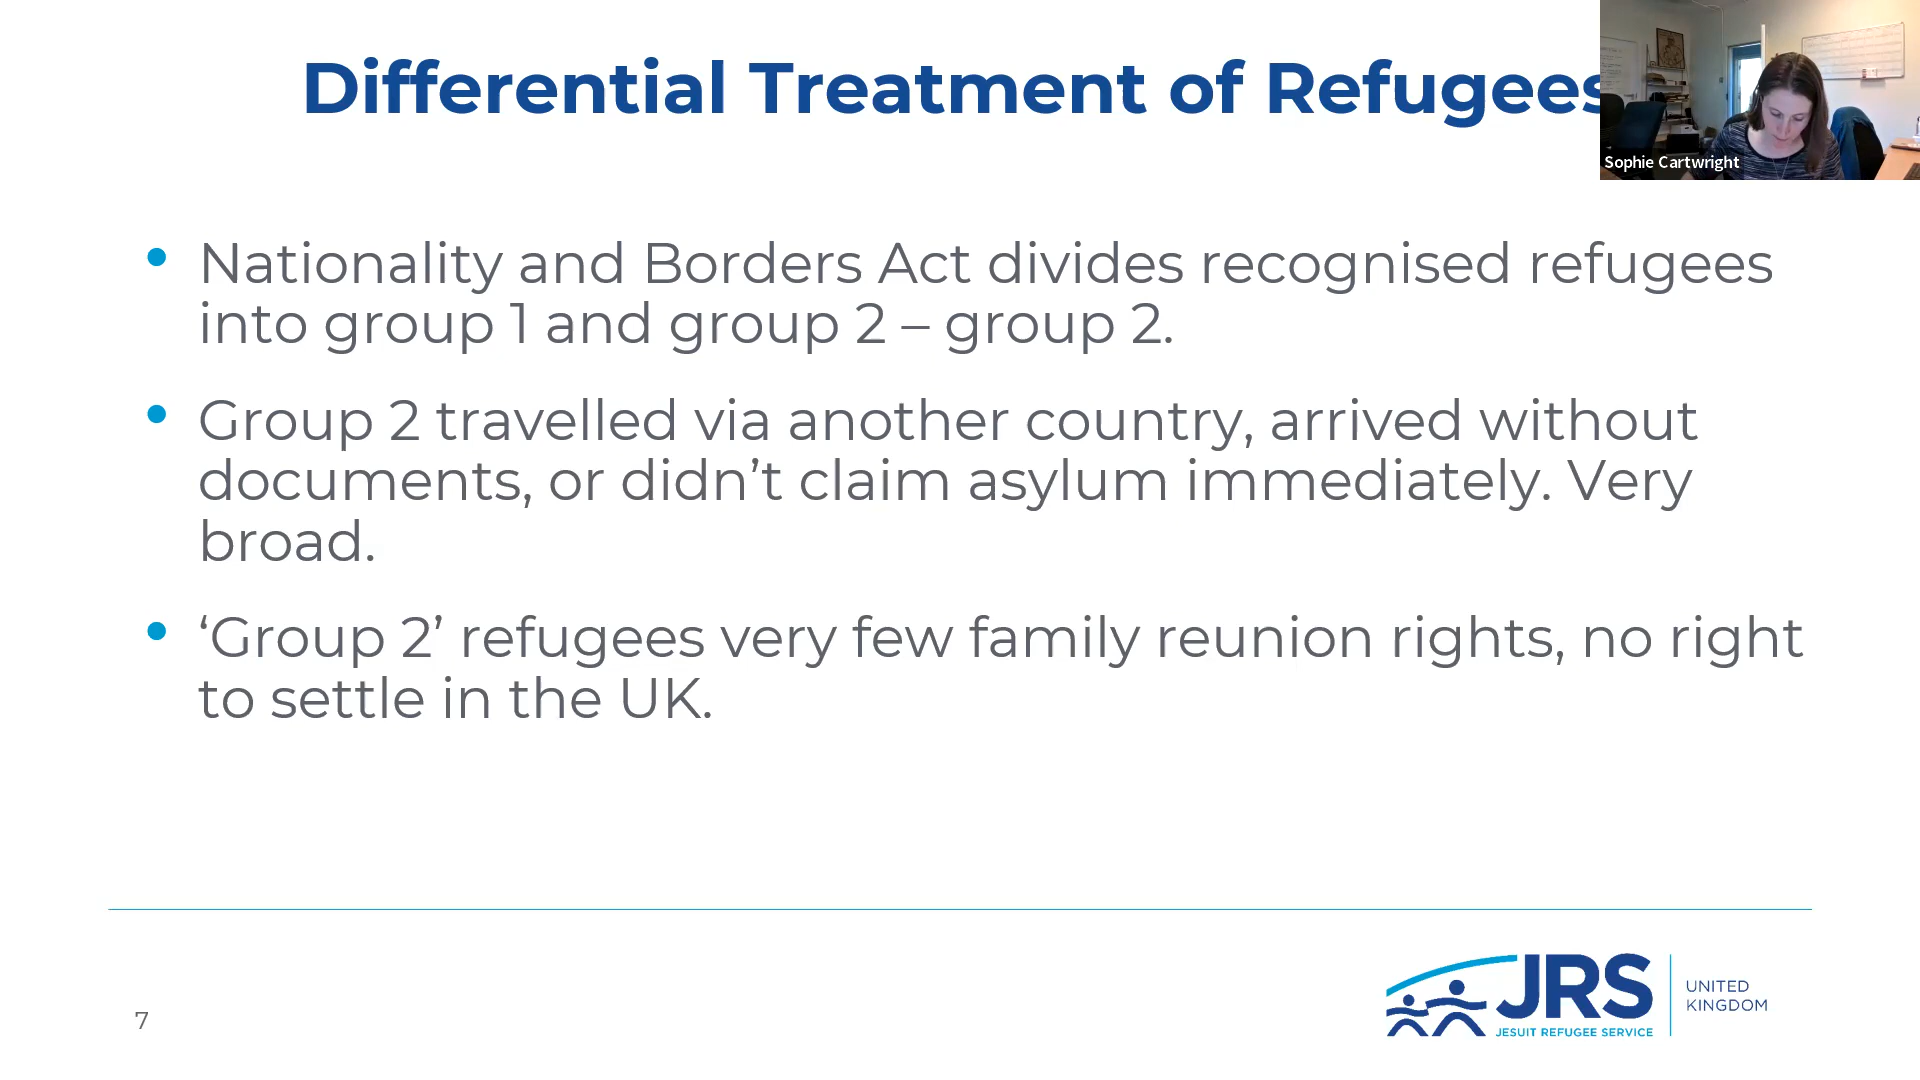 Differential Treatment of Refugees
Sophie Cartwright
• Nationality and Borders Act divides recognised refugees
into group 1 and group 2 – group 2.
• Group 2 travelled via another country, arrived without
documents, or didn’t claim asylum immediately. Very
broad.
• ‘Group 2’ refugees very few family reunion rights, no right
to settle in the UK.
7
JRS
JESUIT REFUGEE SERVICE
UNITED
KINGDOM